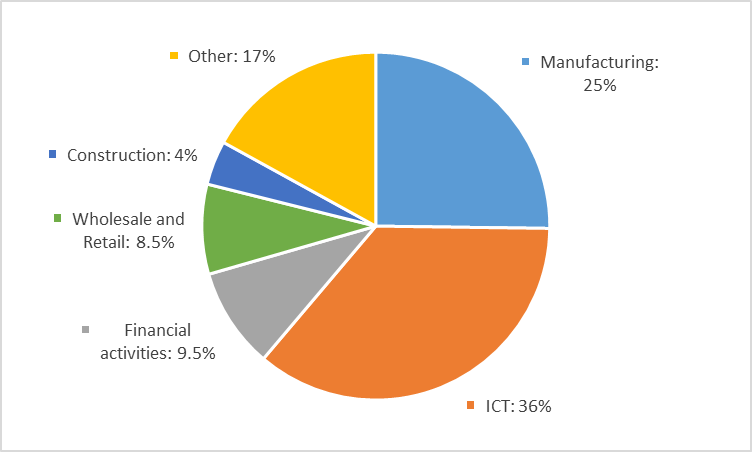 Other: 17%
Manufacturing:
25%
Construction: 4%
Wholesale and
Retail: 8.5%
Financial
activities: 9.5%
ICT: 36%